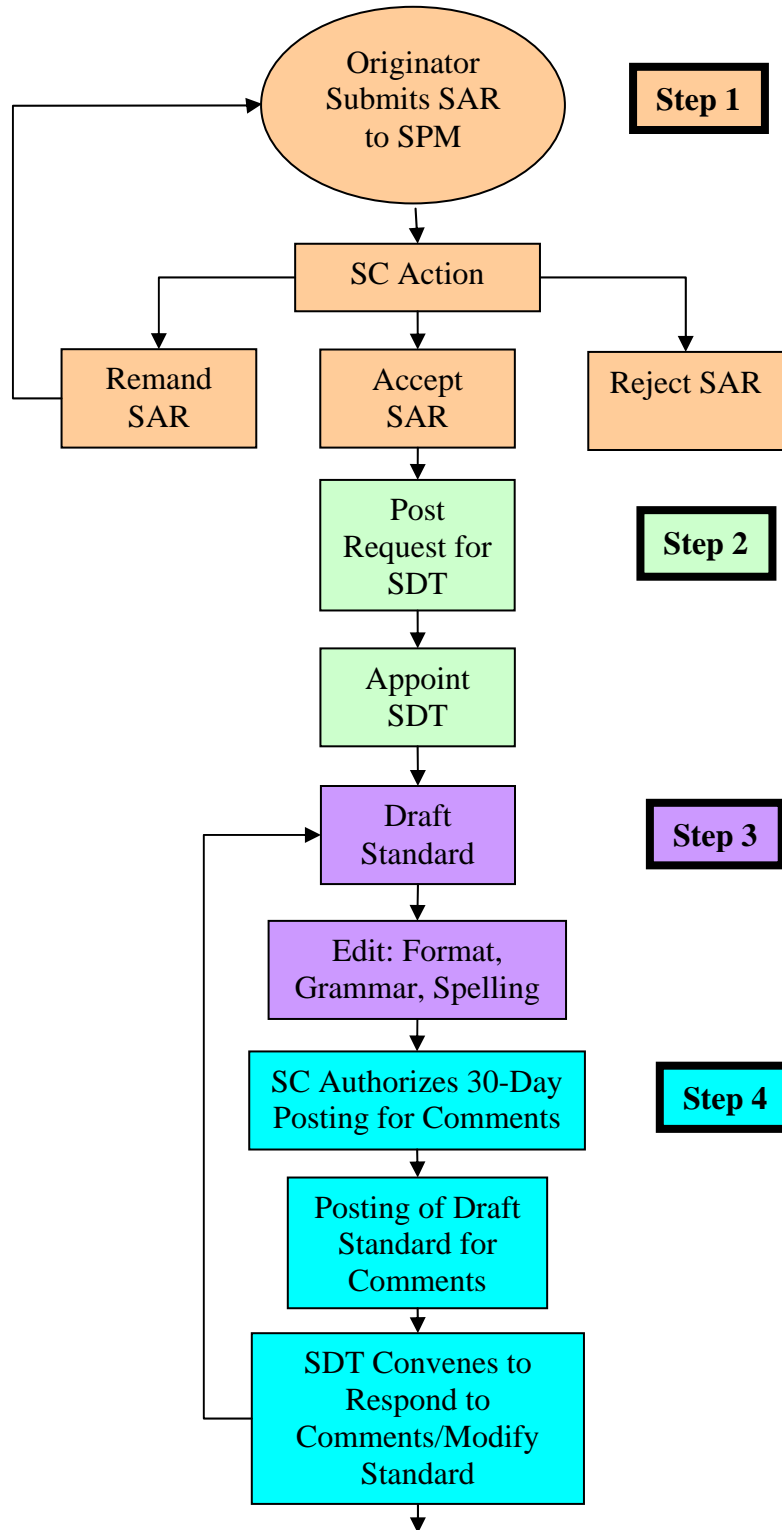 Originator
Submits SAR
to SPM
Step 1
SC Action
Remand
SAR
Accept
SAR
Reject SAR
Post
Request for
SDT
Step 2
Appoint
SDT
Draft
Standard
Step 3
Edit: Format,
Grammar, Spelling
SC Authorizes 30-Day
Posting for Comments
Step 4
Posting of Draft
Standard for
Comments
SDT Convenes to
Respond to
Comments/Modify
Standard